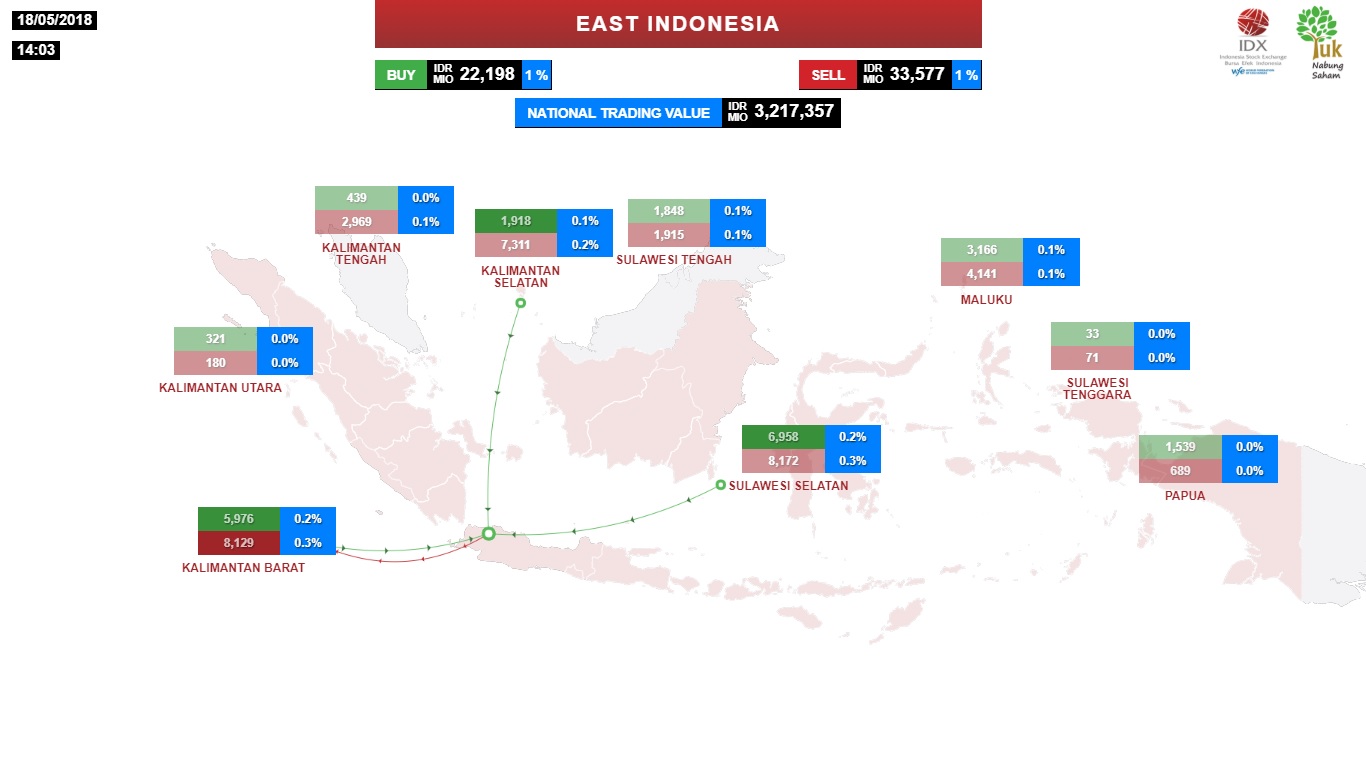 18/05/2018
14:03
EAST INDONESIA
BUY IDR MIO 22,198 1 %
SELL IDR MIO 33,577 1 %
NATIONAL TRADING VALUE IDR MIO 3,217,357
IDX
Indonesia Stock Exchange
Bursa Efek Indonesia
Yuk
Nabung
Saham
439 0.0%
2,969 0.1%
KALIMANTAN
TENGAH
1,918 0.1%
7,311 0.2%
KALIMANTAN
SELATAN
1,848 0.1%
1,915 0.1%
SULAWESI TENGAH
3,166 0.1%
4,141 0.1%
MALUKU
321 0.0%
180 0.0%
KALIMANTAN UTARA
33 0.0%
71 0.0%
SULAWESI
TENGGARA
6,958 0.2%
8,172 0.3%
SULAWESI SELATAN
1,539 0.0%
689 0.0%
PAPUA
5,976 0.2%
8,129 0.3%
KALIMANTAN BARAT